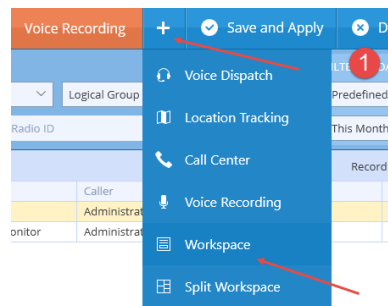 Voice Recording + Save and Apply D
1
Voice Dispatch
Logical Group
Predefined
Location Tracking
Radio ID
This Month
Call Center
Record
Caller
Voice Recording
Administrat
onitor Administrat
Workspace
Split Workspace